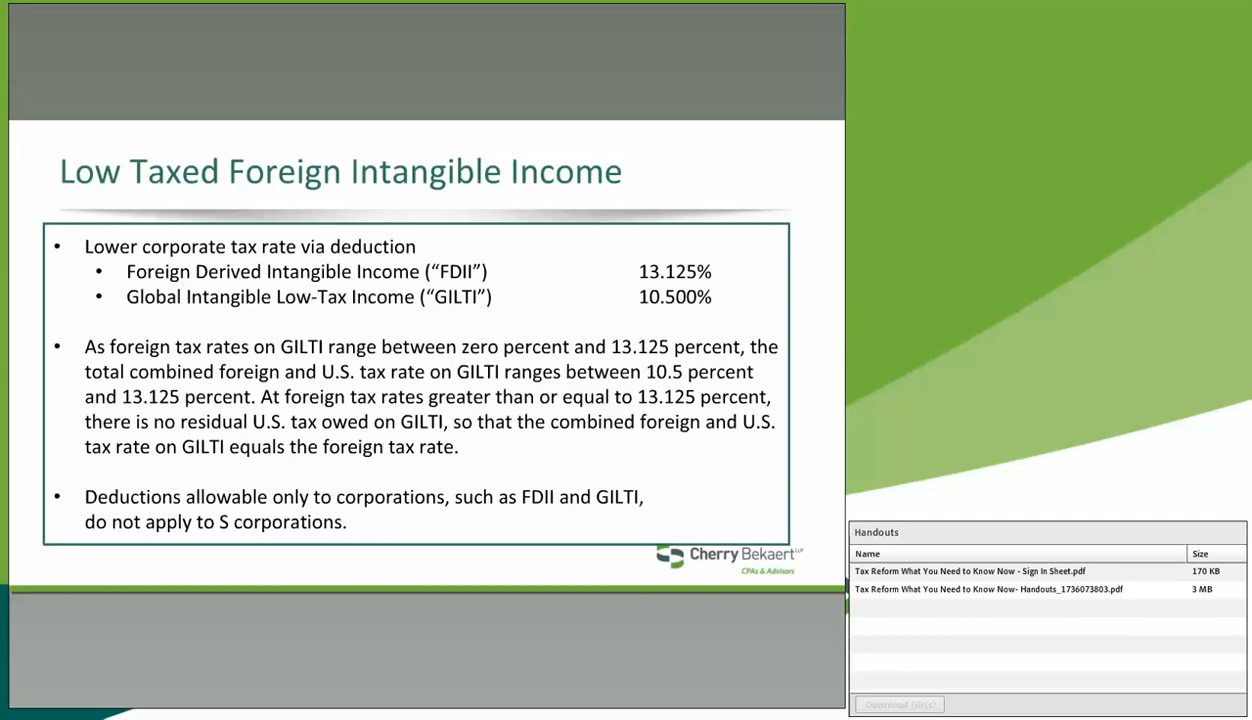 Low Taxed Foreign Intangible Income
• Lower corporate tax rate via deduction
• Foreign Derived Intangible Income (“FDII”) 13.125%
• Global Intangible Low-Tax Income (“GILTI”) 10.500%
• As foreign tax rates on GILTI range between zero percent and 13.125 percent, the
total combined foreign and U.S. tax rate on GILTI ranges between 10.5 percent
and 13.125 percent. At foreign tax rates greater than or equal to 13.125 percent,
there is no residual U.S. tax owed on GILTI, so that the combined foreign and U.S.
tax rate on GILTI equals the foreign tax rate.
• Deductions allowable only to corporations, such as FDII and GILTI,
do not apply to S corporations.
Cherry Bekaert LLP
CPAs & Advisors
Handouts
Name Size
Tax Reform What You Need to Know Now - Sign In Sheet.pdf 170 KB
Tax Reform What You Need to Know Now- Handouts_1736073803.pdf 3 MB
Download File(s)